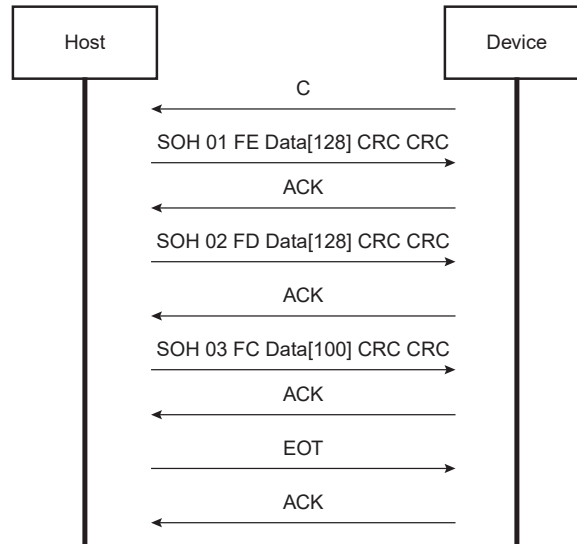 Host
Device
C
SOH 01 FE Data[128] CRC CRC
ACK
SOH 02 FD Data[128] CRC CRC
ACK
SOH 03 FC Data[100] CRC CRC
ACK
EOT
ACK